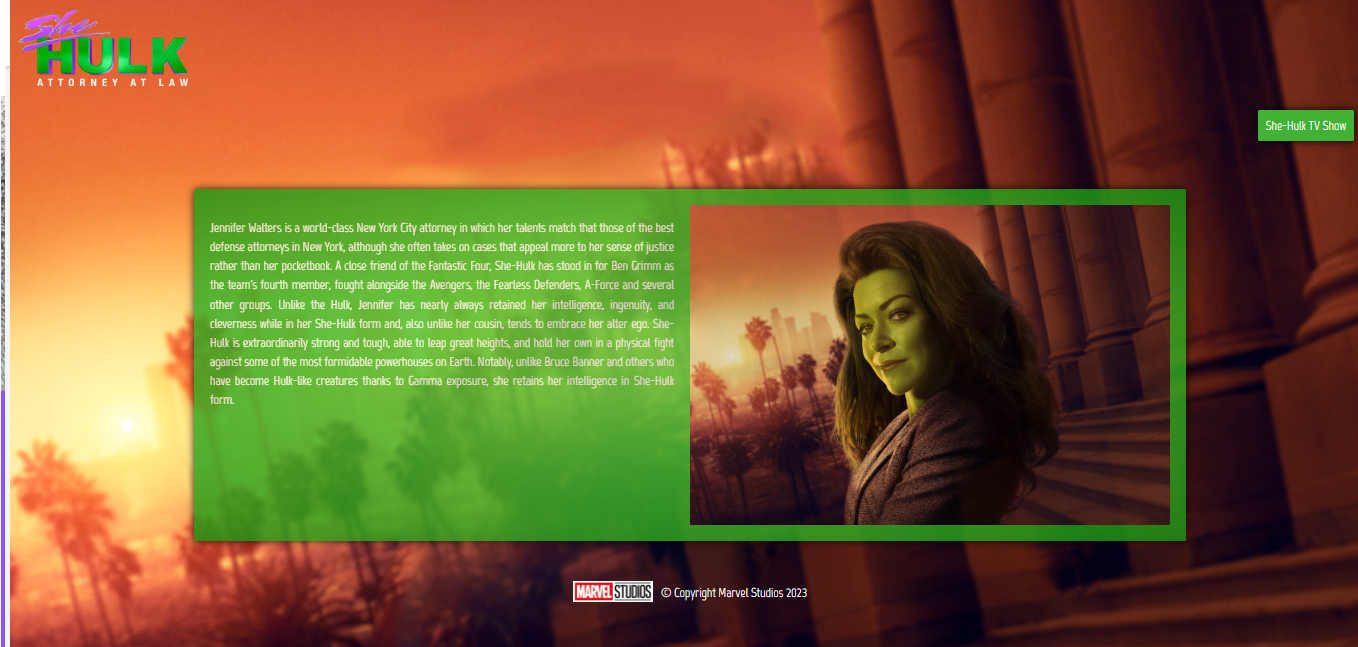 She
HULK
ATTORNEY AT LAW
She-Hulk TV Show
Jennifer Walters is a world-class New York City attorney in which her talents match that those of the best
defense attorneys in New York, although she often takes on cases that appeal more to her sense of justice
rather than her pocketbook. A close friend of the Fantastic Four, She-Hulk has stood in for Ben Grimm as
the team's fourth member, fought alongside the Avengers, the Fearless Defenders, A-Force and several
other groups. Unlike the Hulk, Jennifer has nearly always retained her intelligence, ingenuity, and
cleverness while in her She-Hulk form and, also unlike her cousin, tends to embrace her alter ego. She-
Hulk is extraordinarily strong and tough, able to leap great heights, and hold her own in a physical fight
against some of the most formidable powerhouses on Earth. Notably, unlike Bruce Banner and others who
have become Hulk-like creatures thanks to Gamma exposure, she retains her intelligence in She-Hulk
form.
MARVEL STUDIOS © Copyright Marvel Studios 2023